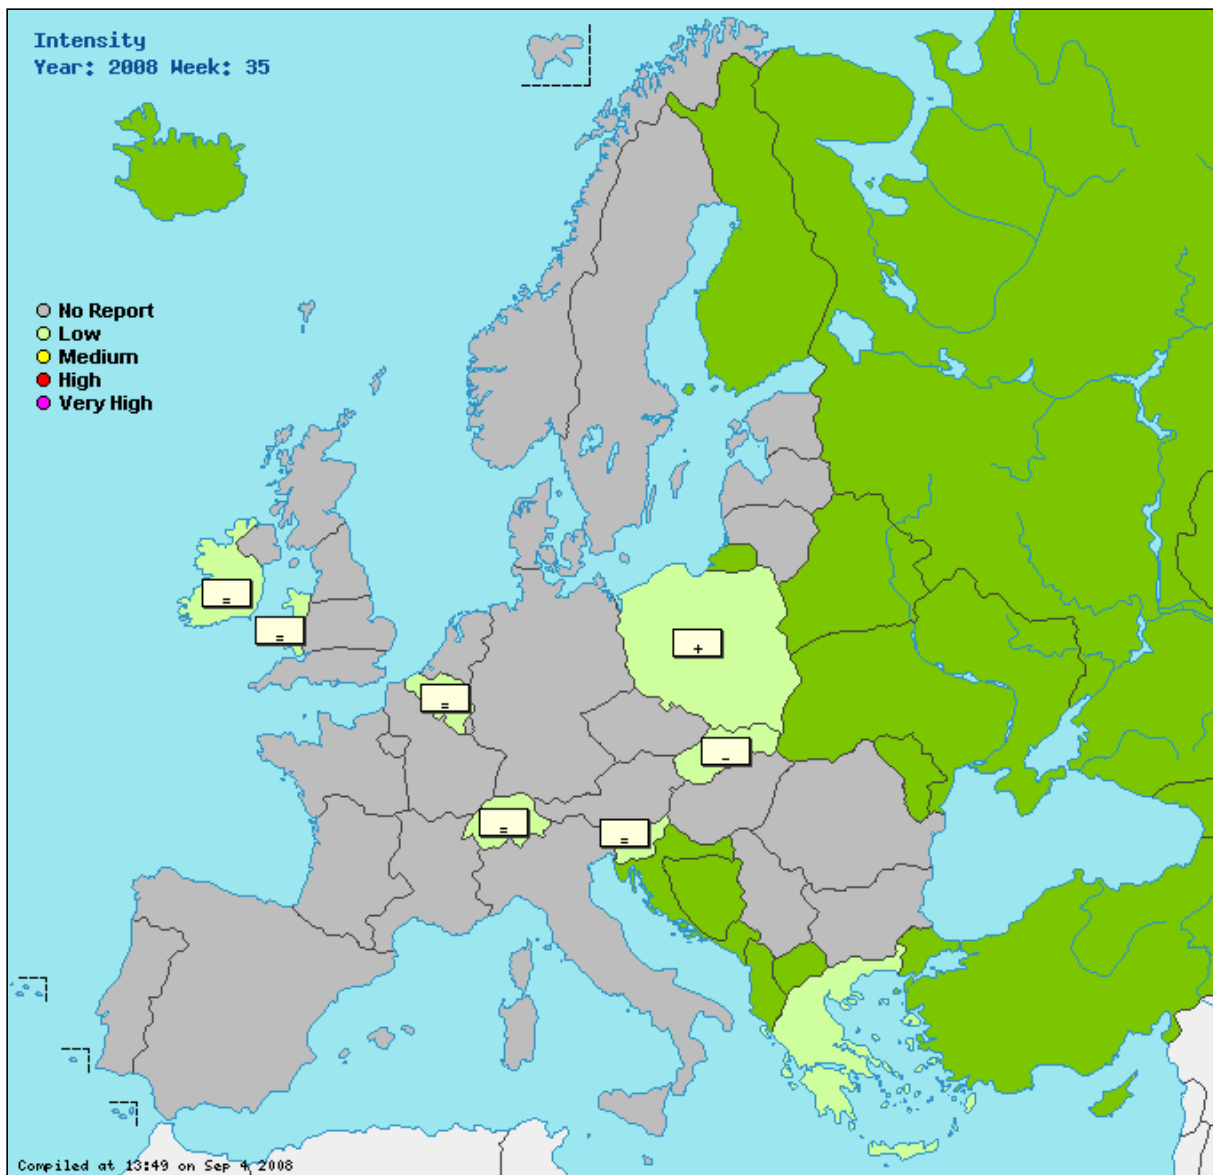 Intensity
Year: 2008 Week: 35
No Report
Low
Medium
High
Very High
=
=
+
=
-
=
=
Compiled at 13:49 on Sep 4 2008